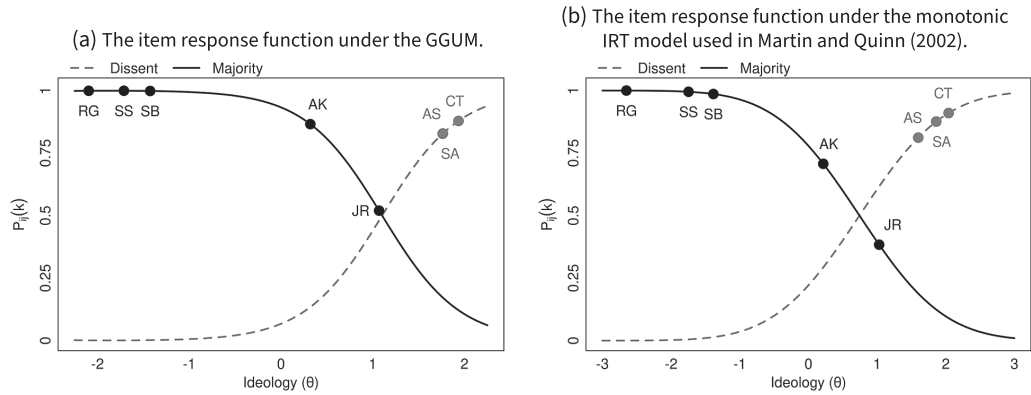 (a) The item response function under the GGUM.
Dissent Majority
1
0.75
0.5
0.25
0
P_ij(k)
RG SS SB
AK
JR
AS
CT
SA
-2 -1 0 1 2
Ideology (θ)
(b) The item response function under the monotonic
IRT model used in Martin and Quinn (2002).
Dissent Majority
1
0.75
0.5
0.25
0
P_ij(k)
RG
SS
SB
AK
JR
AS
CT
SA
-3 -2 -1 0 1 2 3
Ideology (θ)